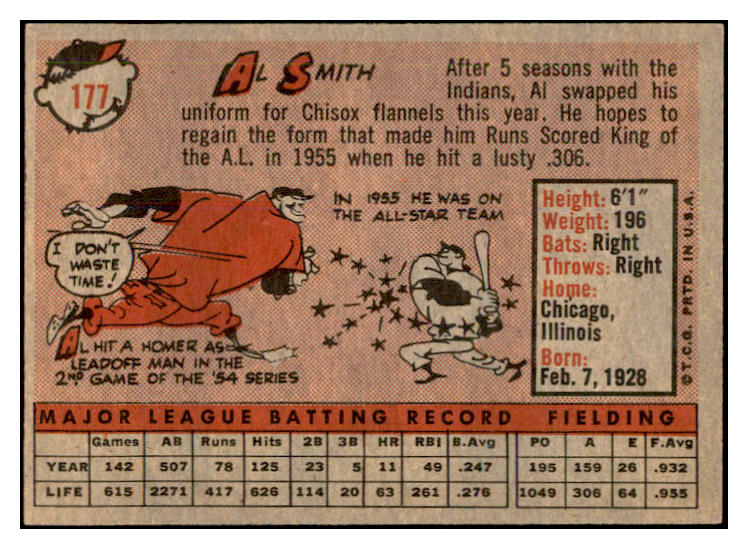 177
AL SMITH
After 5 seasons with the
Indians, Al swapped his
uniform for Chisox flannels this year. He hopes to
regain the form that made him Runs Scored King of
the A.L. in 1955 when he hit a lusty .306.
I DON'T
WASTE
TIME!
IN 1955 HE WAS ON
THE ALL-STAR TEAM
AL HIT A HOMER AS
LEADOFF MAN IN THE
2ND GAME OF THE '54 SERIES
Height: 6'1"
Weight: 196
Bats: Right
Throws: Right
Home:
Chicago,
Illinois
Born:
Feb. 7, 1928
©T.C.G. PRTD. IN U.S.A.
MAJOR LEAGUE BATTING RECORD FIELDING
Games AB Runs Hits 2B 3B HR RBI B.Avg PO A E F.Avg
YEAR 142 507 78 125 23 5 11 49 .247 195 159 26 .932
LIFE 615 2271 417 626 114 20 63 261 .276 1049 306 64 .955